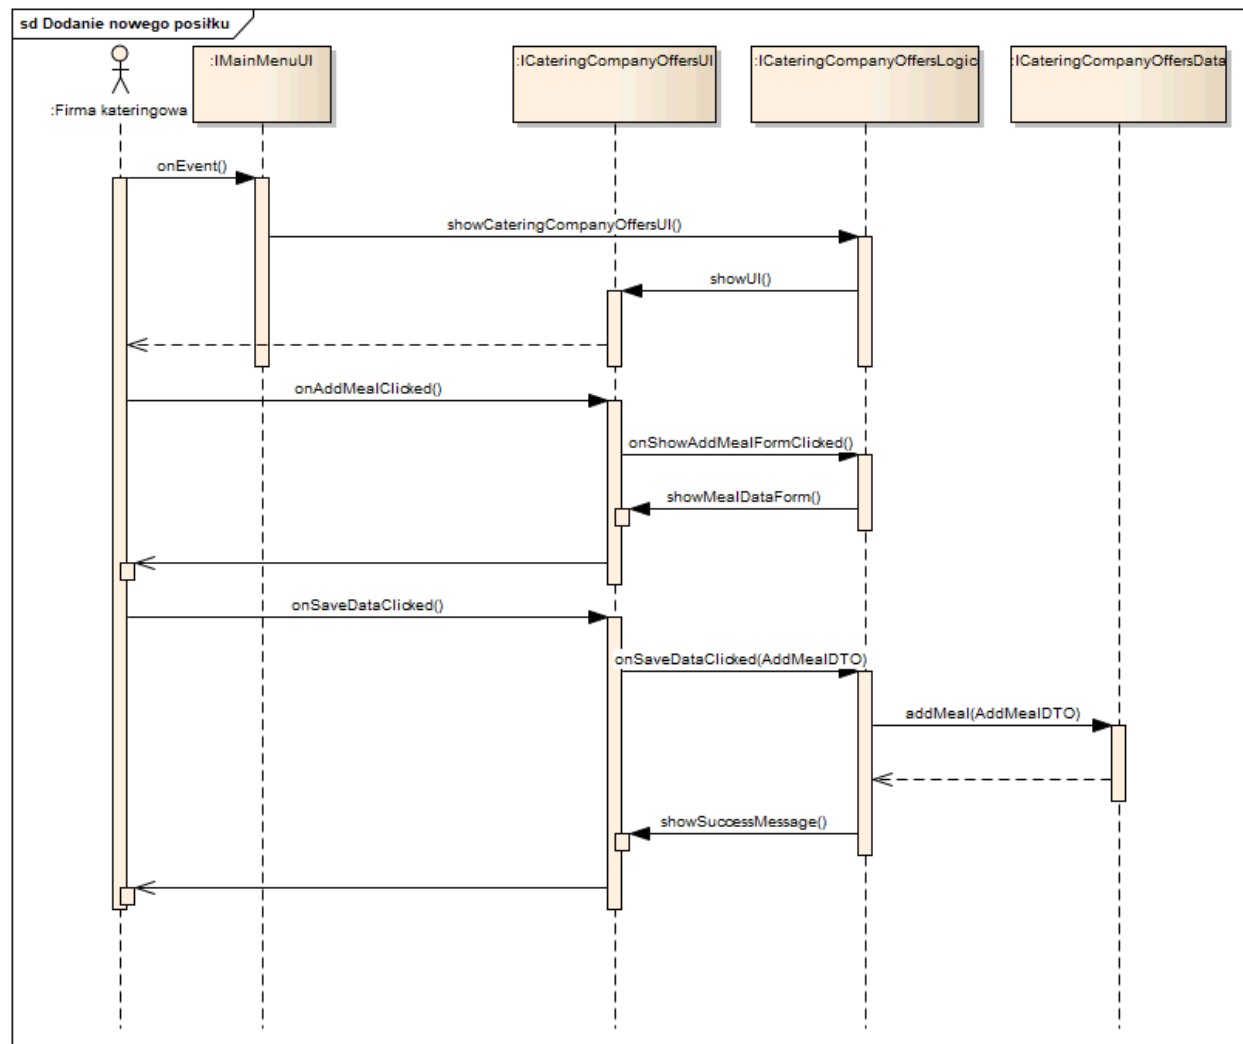 sd Dodanie nowego posiłku
:Firma kateringowa
:IMainMenuUI
:ICateringCompanyOffersUI
:ICateringCompanyOffersLogic
:ICateringCompanyOffersData
onEvent()
showCateringCompanyOffersUI()
showUI()
onAddMealClicked()
onShowAddMealFormClicked()
showMealDataForm()
onSaveDataClicked()
onSaveDataClicked(AddMealDTO)
addMeal(AddMealDTO)
showSuccessMessage()